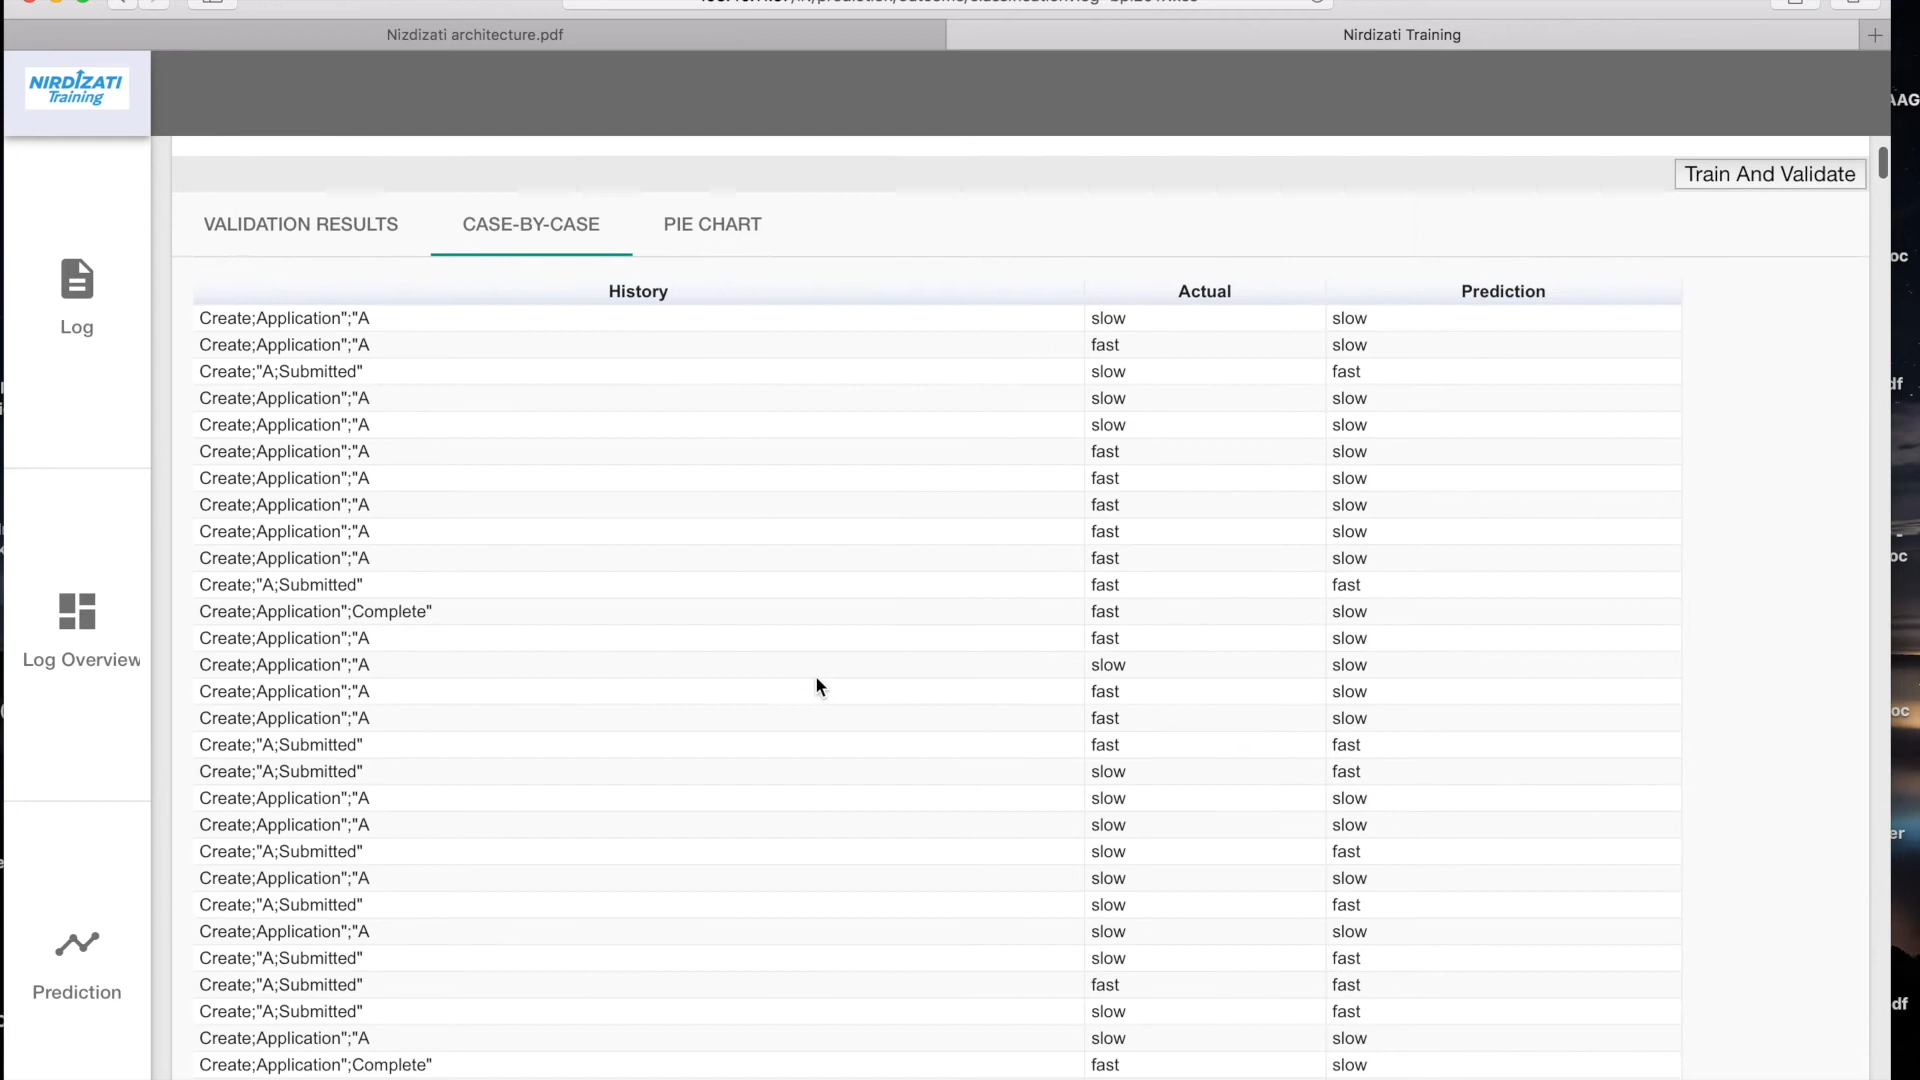 Nizdizati architecture.pdf
Nirdizati Training
NIRDIZATI
Training
Train And Validate
VALIDATION RESULTS CASE-BY-CASE PIE CHART
History Actual Prediction
Create;Application";"A slow slow
Create;Application";"A fast slow
Create;"A;Submitted" slow fast
Create;Application";"A slow slow
Create;Application";"A slow slow
Create;Application";"A fast slow
Create;Application";"A fast slow
Create;Application";"A fast slow
Create;Application";"A fast slow
Create;Application";"A fast slow
Create;"A;Submitted" fast fast
Create;Application";Complete" fast slow
Create;Application";"A fast slow
Create;Application";"A slow slow
Create;Application";"A fast slow
Create;Application";"A fast slow
Create;"A;Submitted" fast fast
Create;"A;Submitted" slow fast
Create;Application";"A slow slow
Create;Application";"A slow slow
Create;"A;Submitted" slow fast
Create;Application";"A slow slow
Create;"A;Submitted" slow fast
Create;Application";"A slow slow
Create;"A;Submitted" slow fast
Create;"A;Submitted" fast fast
Create;"A;Submitted" slow fast
Create;Application";"A slow slow
Create;Application";Complete" fast slow
Log
Log Overview
Prediction